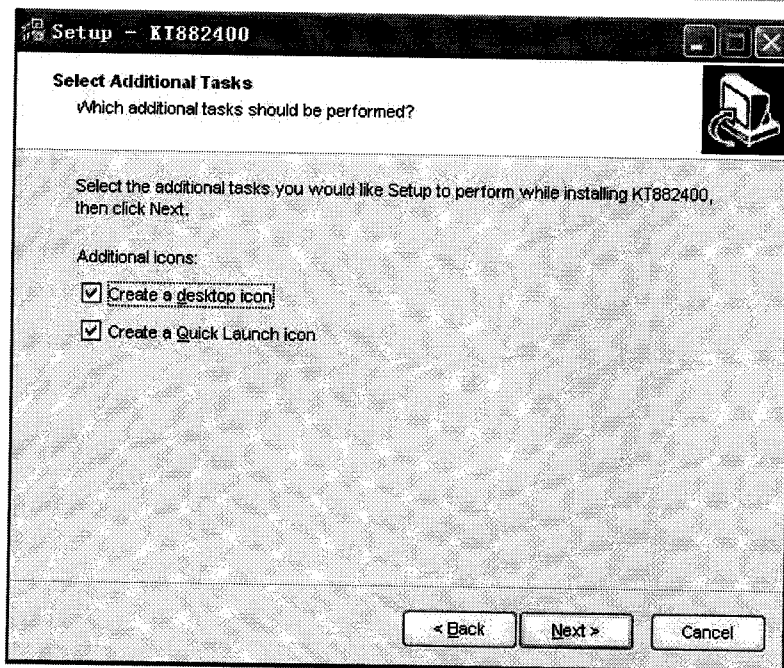 Setup - KT882400
Select Additional Tasks
Which additional tasks should be performed?
Select the additional tasks you would like Setup to perform while installing KT882400,
then click Next.
Additional icons:
Create a desktop icon
Create a Quick Launch icon
< Back
Next >
Cancel